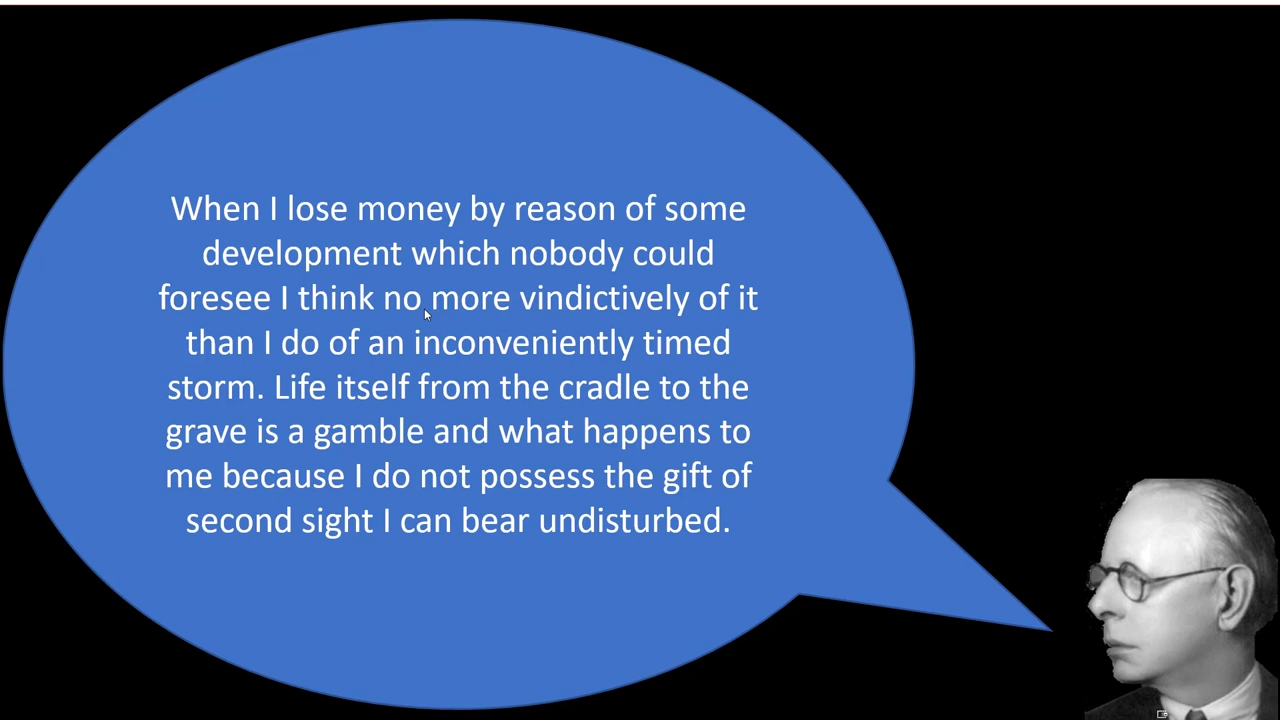 When I lose money by reason of some
development which nobody could
foresee I think no more vindictively of it
than I do of an inconveniently timed
storm. Life itself from the cradle to the
grave is a gamble and what happens to
me because I do not possess the gift of
second sight I can bear undisturbed.